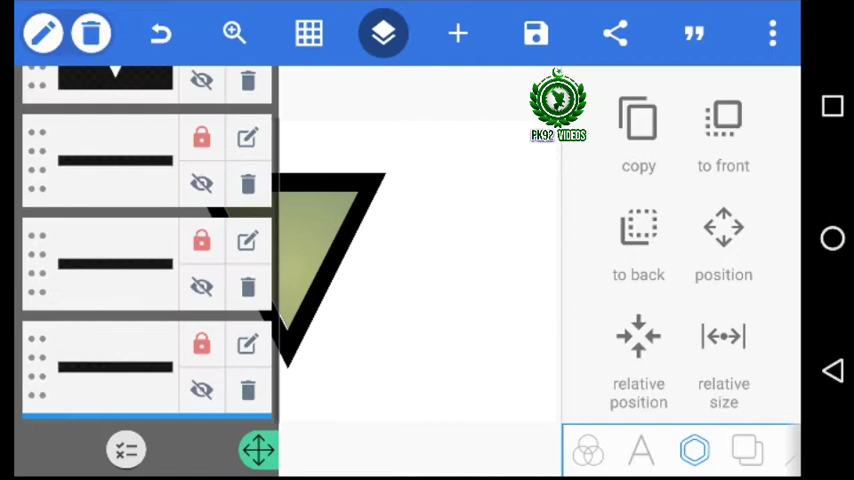 PK92 VIDEOS
copy
to front
to back
position
relative
position
relative
size